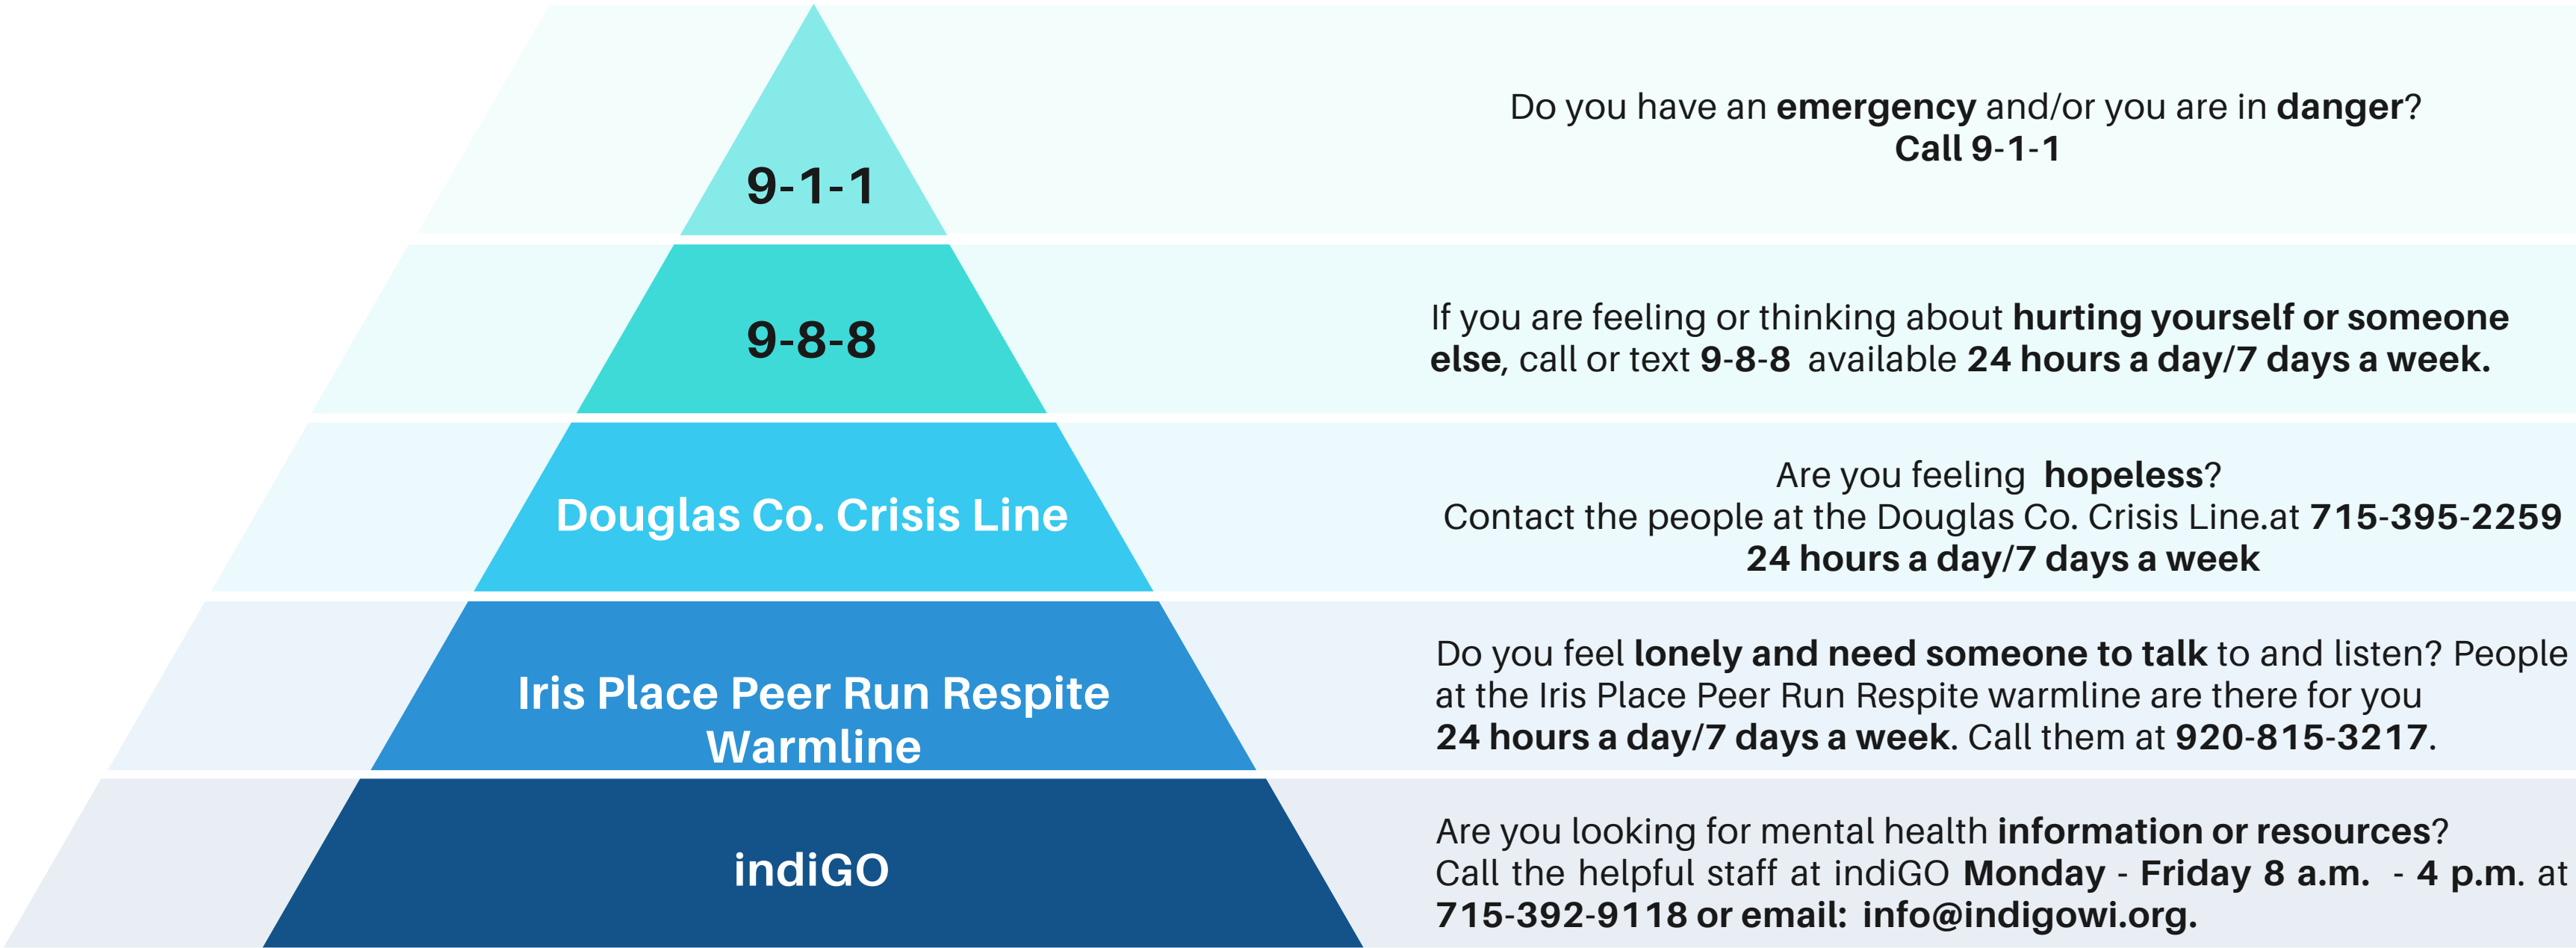 9-1-1
Do you have an emergency and/or you are in danger?
Call 9-1-1
9-8-8
If you are feeling or thinking about hurting yourself or someone
else, call or text 9-8-8 available 24 hours a day/7 days a week.
Douglas Co. Crisis Line
Are you feeling hopeless?
Contact the people at the Douglas Co. Crisis Line.at 715-395-2259
24 hours a day/7 days a week
Iris Place Peer Run Respite
Warmline
Do you feel lonely and need someone to talk to and listen? People
at the Iris Place Peer Run Respite warmline are there for you
24 hours a day/7 days a week. Call them at 920-815-3217.
indiGO
Are you looking for mental health information or resources?
Call the helpful staff at indiGO Monday - Friday 8 a.m. - 4 p.m. at
715-392-9118 or email: info@indigowi.org.